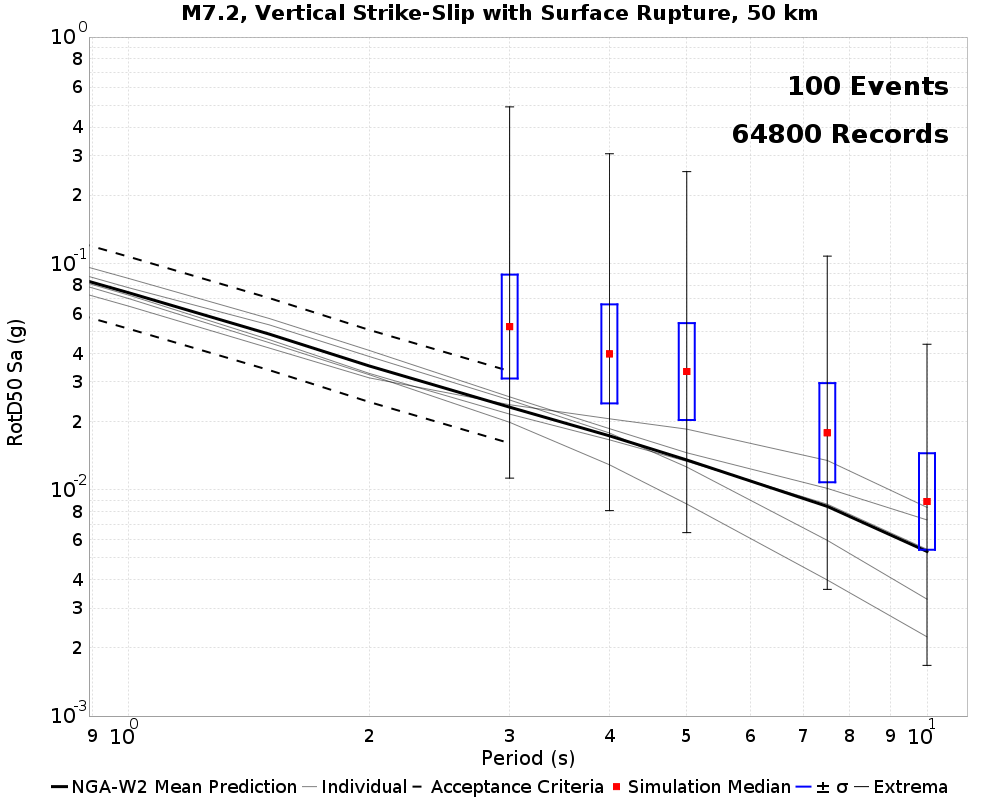 M7.2, Vertical Strike-Slip with Surface Rupture, 50 km
10^0
8
6
4
3
2
10^-1
8
6
4
3
2
10^-2
8
6
4
3
2
10^-3
RotD50 Sa (g)
100 Events
64800 Records
9 10^0 2 3 4 5 6 7 8 9 10^1
Period (s)
NGA-W2 Mean Prediction Individual Acceptance Criteria Simulation Median ± σ Extrema